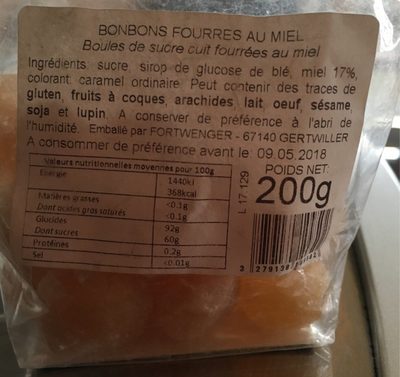 BONBONS FOURRES AU MIEL
Boules de sucre cuit fourrées au miel
Ingrédients: sucre, sirop de glucose de blé, miel 17%,
colorant: caramel ordinaire. Peut contenir des traces de
gluten, fruits à coques, arachides, lait, oeuf, sésame,
soja et lupin. A conserver de préférence à l'abri de
l'humidité. Emballé par FORTWENGER - 67140 GERTWILLER
A consommer de préférence avant le: 09.05.2018
POIDS NET:
200g
L 17 129
Valeurs nutritionnelles moyennes pour 100g
Energie 1440kj
368kcal
Matières grasses <0.1g
Dont acides gras saturés <0.1g
Glucides 92g
Dont sucres 60g
Protéines 0.2g
Sel <0.01g
3 279138